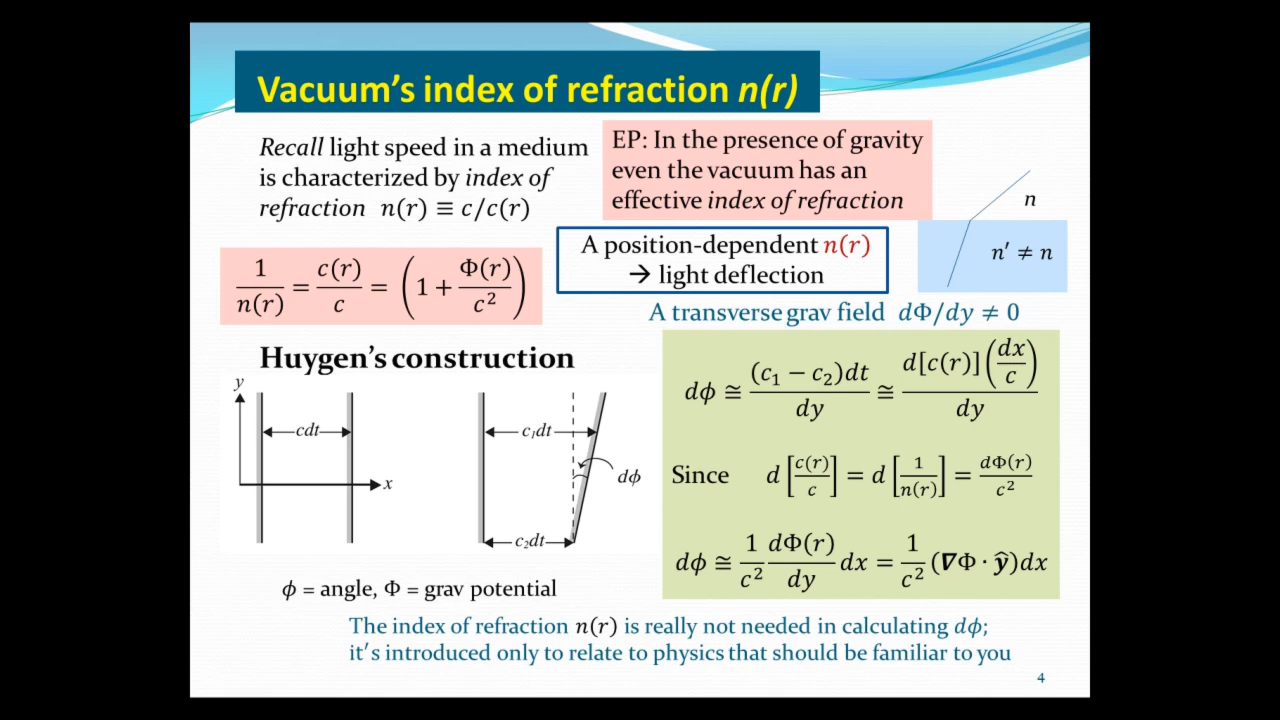 Vacuum's index of refraction n(r)
Recall light speed in a medium
is characterized by index of
refraction n(r) ≡ c/c(r)
EP: In the presence of gravity
even the vacuum has an
effective index of refraction
n
n′ ≠ n
A position-dependent n(r)
→ light deflection
1/n(r) = c(r)/c = (1 + Φ(r)/c²)
A transverse grav field dΦ/dy ≠ 0
Huygen's construction
y
cdt
x
c₁dt
dϕ
c₂dt
ϕ = angle, Φ = grav potential
dϕ ≅ (c₁ − c₂)dt/dy ≅ d[c(r)](dx/c)/dy
Since d[c(r)/c] = d[1/n(r)] = dΦ(r)/c²
dϕ ≅ 1/c² dΦ(r)/dy dx = 1/c² (∇Φ · ŷ)dx
The index of refraction n(r) is really not needed in calculating dϕ;
it's introduced only to relate to physics that should be familiar to you
4